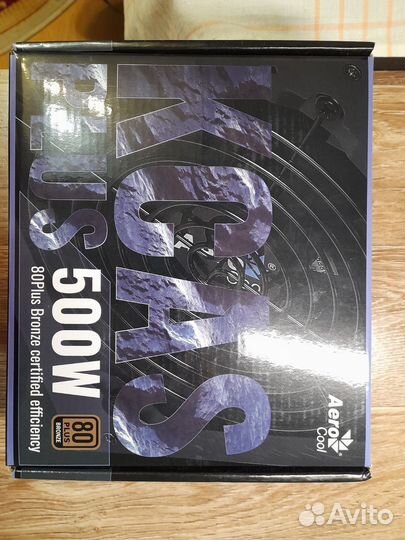 KCAS
PLUS 500W
80Plus Bronze certified efficiency
80
PLUS
BRONZE
Aero
Cool
®
Avito